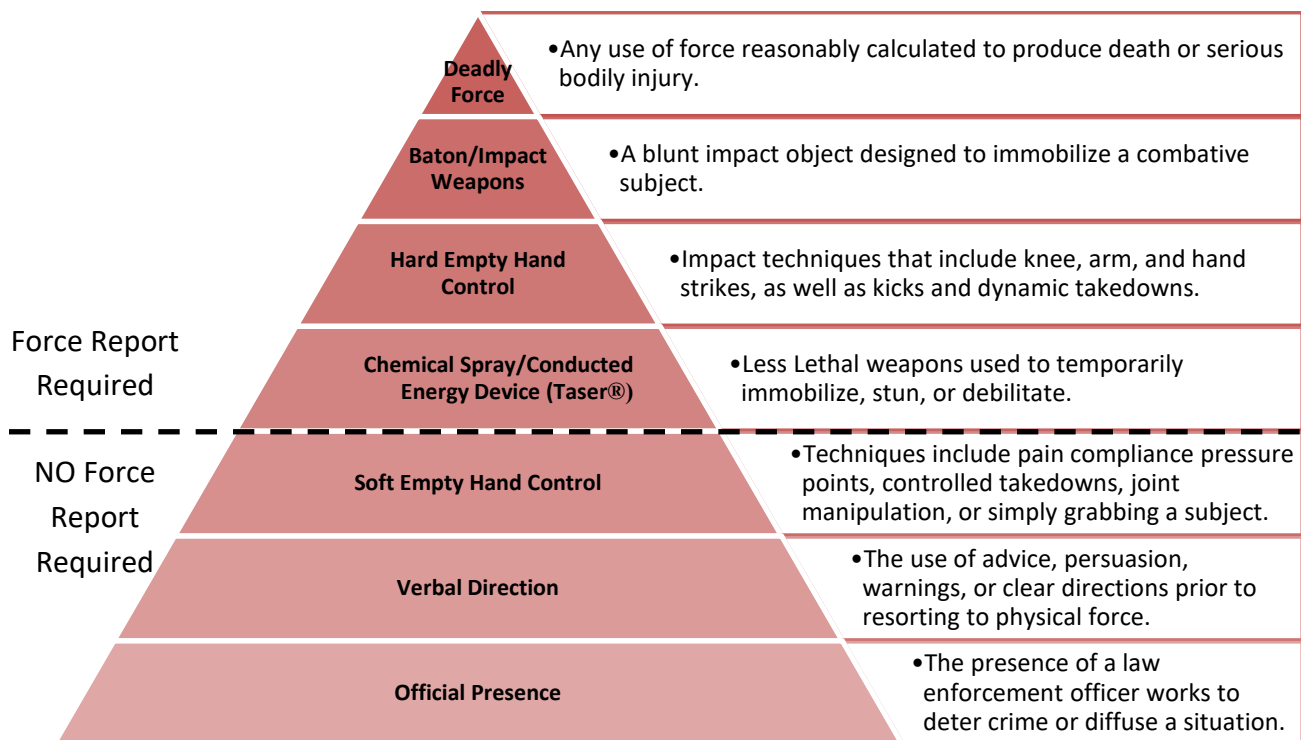 Deadly
Force
•Any use of force reasonably calculated to produce death or serious
bodily injury.
Baton/Impact
Weapons
•A blunt impact object designed to immobilize a combative
subject.
Hard Empty Hand
Control
•Impact techniques that include knee, arm, and hand
strikes, as well as kicks and dynamic takedowns.
Force Report
Required
Chemical Spray/Conducted
Energy Device (Taser®)
•Less Lethal weapons used to temporarily
immobilize, stun, or debilitate.
NO Force
Report
Required
Soft Empty Hand Control
•Techniques include pain compliance pressure
points, controlled takedowns, joint
manipulation, or simply grabbing a subject.
Verbal Direction
•The use of advice, persuasion,
warnings, or clear directions prior to
resorting to physical force.
Official Presence
•The presence of a law
enforcement officer works to
deter crime or diffuse a situation.